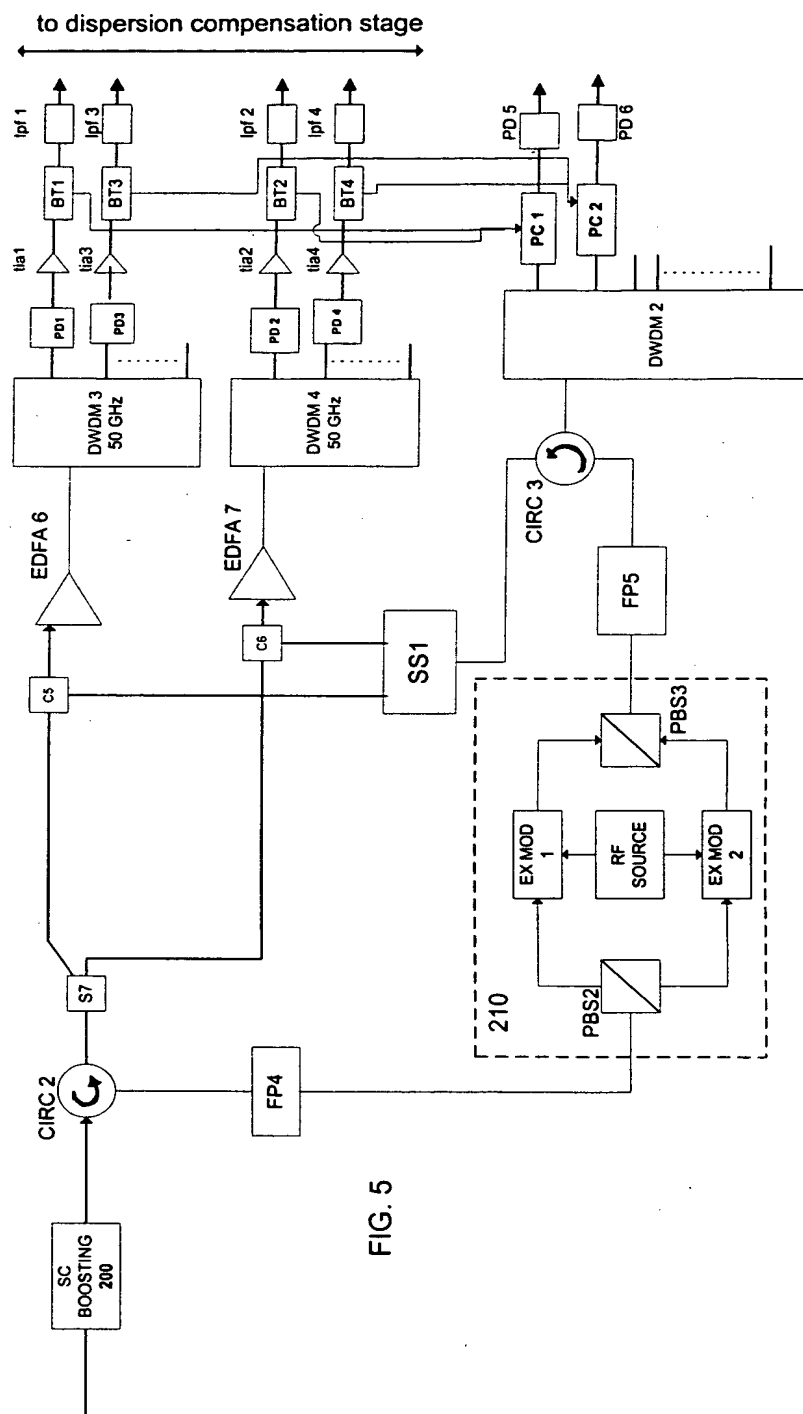 to dispersion compensation stage
lpf 1
lpf 3
lpf 2
lpf 4
BT1
BT3
BT2
BT4
tia1
tia3
tia2
tia4
PD1
PD3
PD 2
PD 4
PD 5
PD 6
PC 1
PC 2
DWDM 3
50 GHz
DWDM 4
50 GHz
DWDM 2
EDFA 6
EDFA 7
CIRC 3
C5
C6
SS1
FP5
S7
CIRC 2
FP4
210
PBS2
PBS3
EX MOD
1
RF
SOURCE
EX MOD
2
SC
BOOSTING
200
FIG. 5